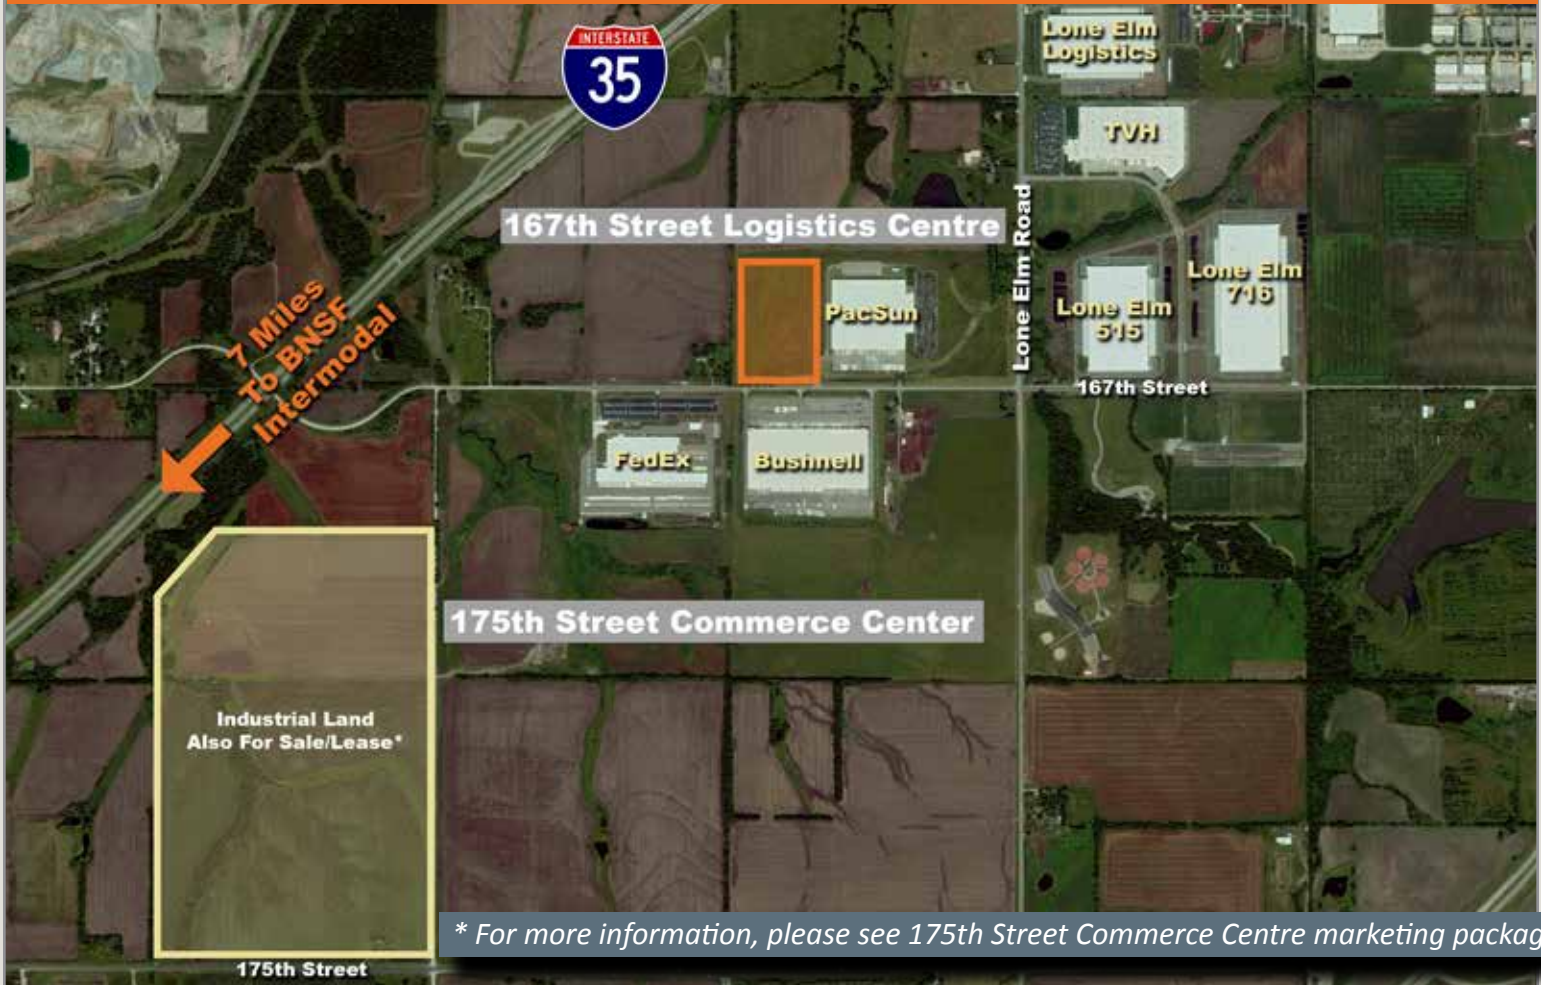 INTERSTATE
35
Lone Elm
Logistics
TVH
167th Street Logistics Centre
Lone Elm Road
PacSun
Lone Elm
515
Lone Elm
716
7 Miles
To BNSF
Intermodal
167th Street
FedEx
Bushnell
175th Street Commerce Center
Industrial Land
Also For Sale/Lease*
* For more information, please see 175th Street Commerce Centre marketing packag
175th Street